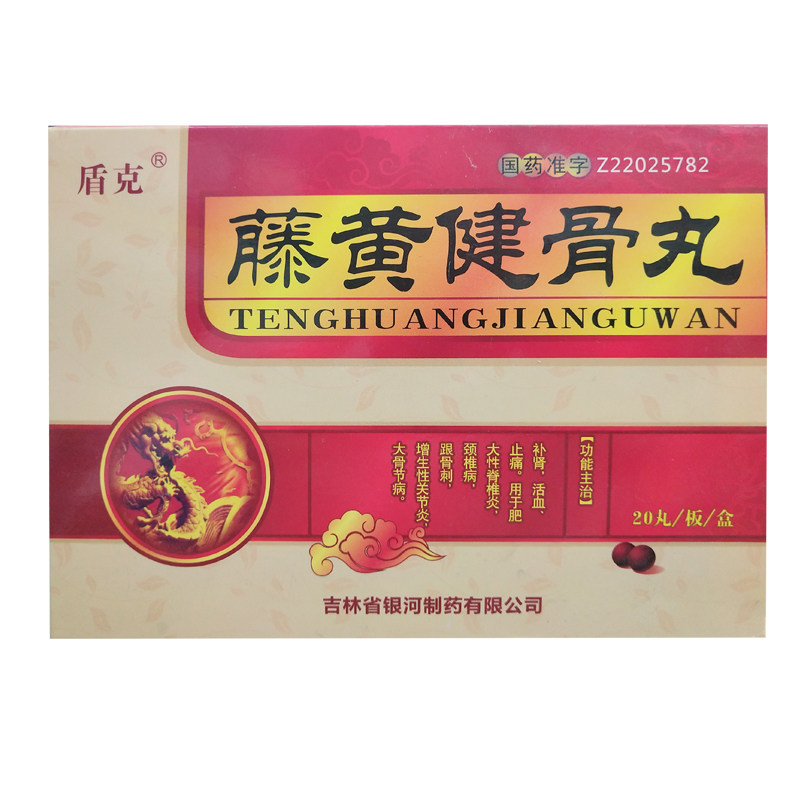 盾克®
国药准字 Z22025782
藤黄健骨丸
TENGHUANGJIANGUWAN
【功能主治】
补肾，活血、
止痛。用于肥
大性脊椎炎，
颈椎病，
跟骨刺，
增生性关节炎，
大骨节病。
20丸/板/盒
吉林省银河制药有限公司